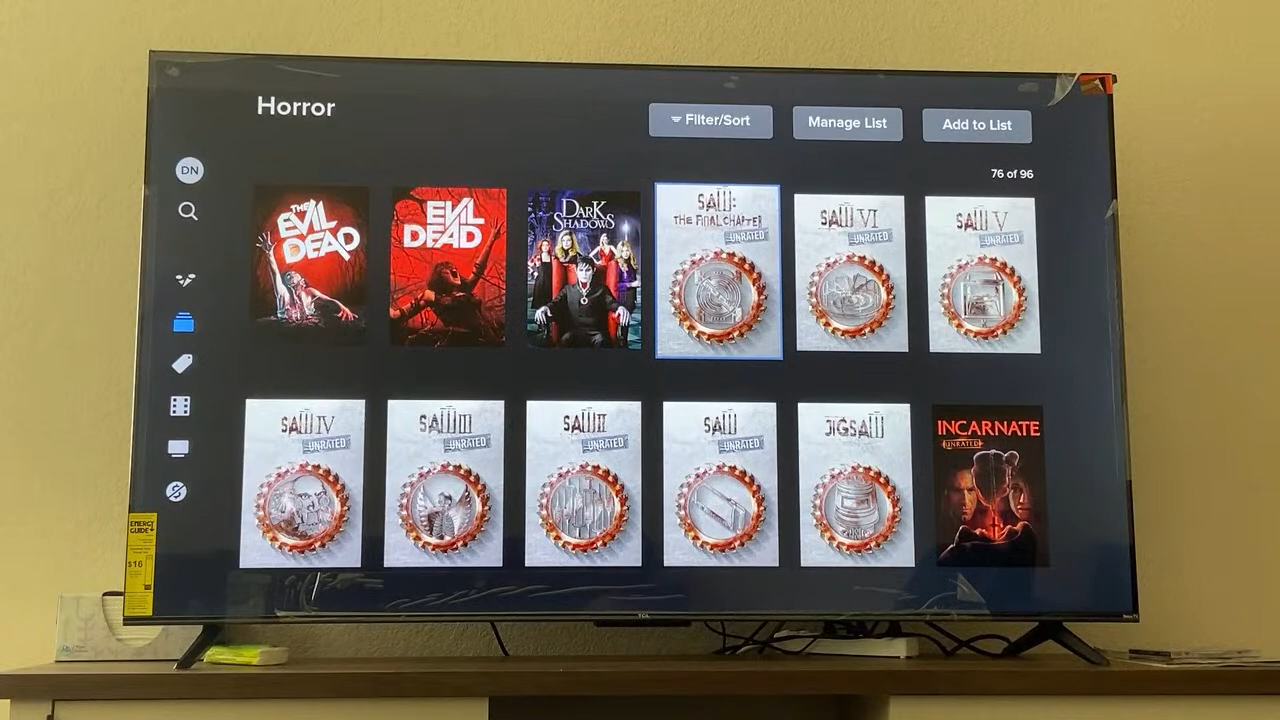 Horror
Filter/Sort
Manage List
Add to List
76 of 96
DN
THE
EVIL
DEAD
EVIL
DEAD
DARK
SHADOWS
SAW:
THE FINAL CHAPTER
UNRATED
SAW VI
UNRATED
SAW V
UNRATED
SAW IV
UNRATED
SAW III
UNRATED
SAW II
UNRATED
SAW
UNRATED
JIGSAW
INCARNATE
UNRATED
ENERGY
GUIDE
$16
TCL